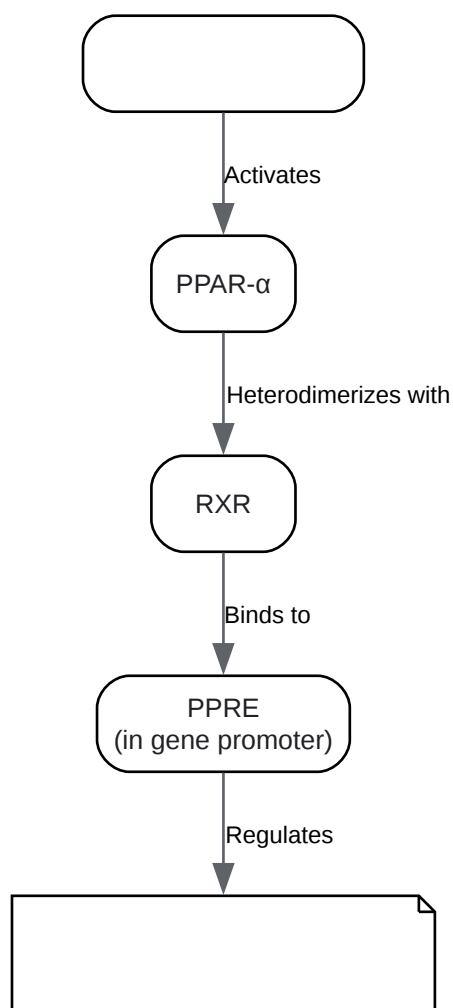 Activates
PPAR-α
Heterodimerizes with
RXR
Binds to
PPRE
(in gene promoter)
Regulates